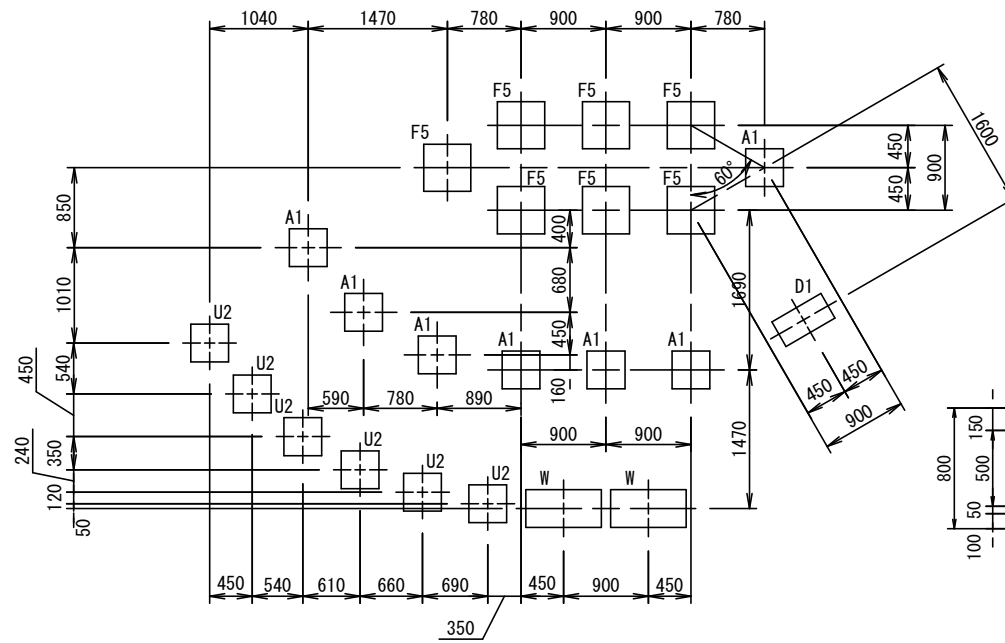 1040 1470 780 900 900 780
F5 F5 F5
F5 A1
60°
450 900 1600
450
F5 F5 F5
850 400
A1
680 1690
1010 A1 D1
U2 A1 450
A1 A1 A1
450 540 U2 160
590 780 890 450 450
U2 900 900 900
240 350 U2 1470
U2 U2 W W
120
50
450 540 610 660 690 450 900 450
350
800 150
500
50
100